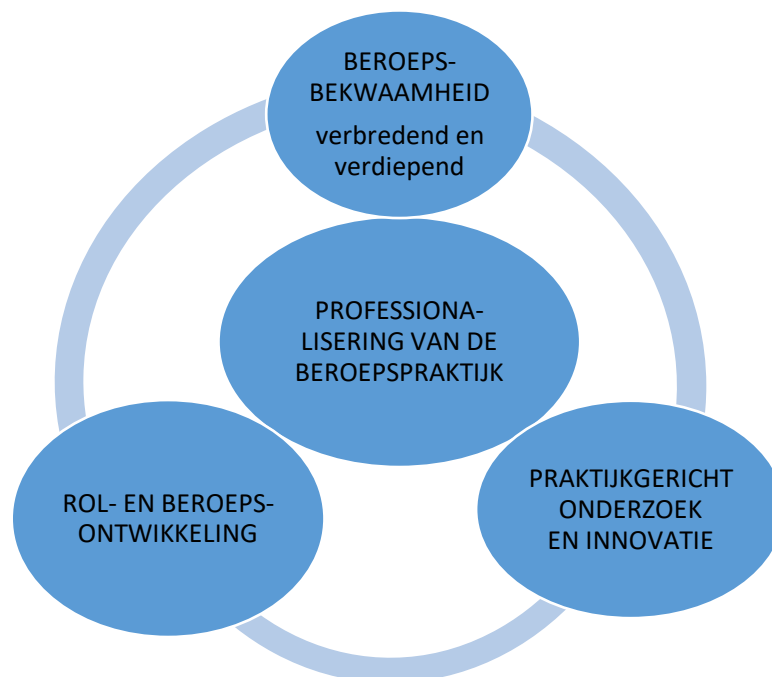 BEROEPS-
BEKWAAMHEID
verbredend en
verdiepend
PROFESSIONA-
LISERING VAN DE
BEROEPSPRAKTIJK
ROL- EN BEROEPS-
ONTWIKKELING
PRAKTIJKGERICHT
ONDERZOEK
EN INNOVATIE